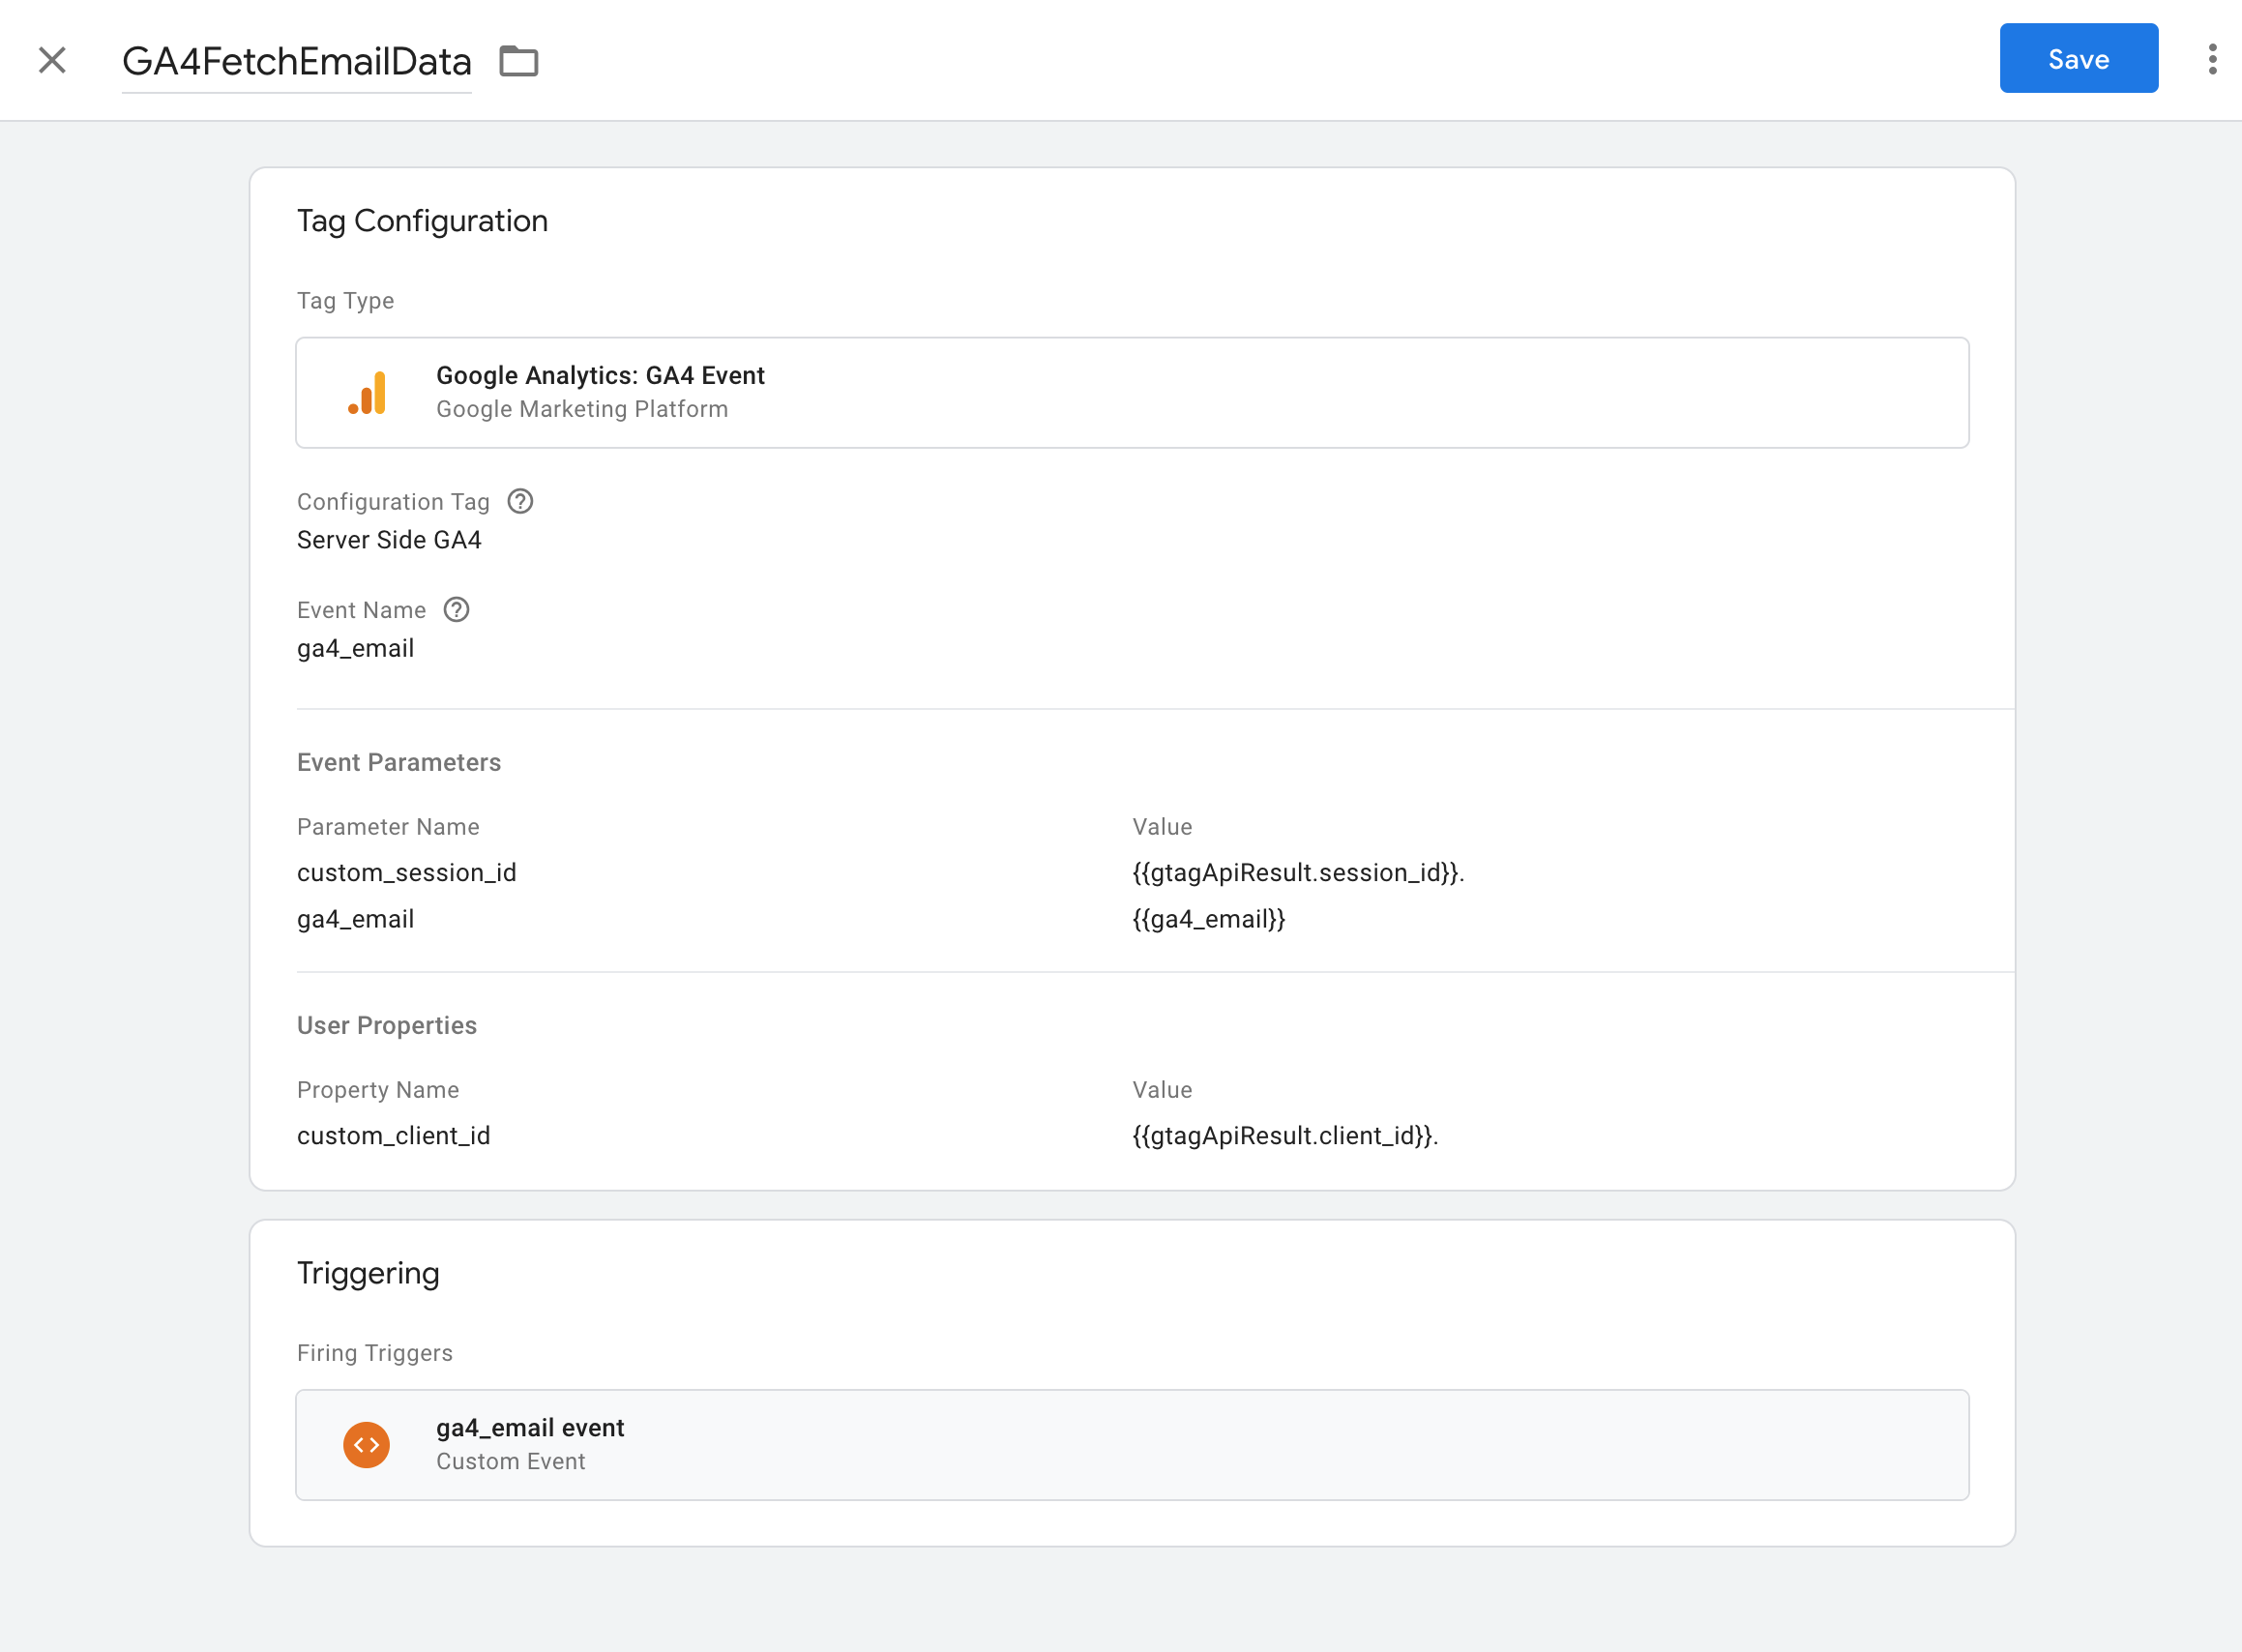 GA4FetchEmailData
Save
Tag Configuration
Tag Type
Google Analytics: GA4 Event
Google Marketing Platform
Configuration Tag
Server Side GA4
Event Name
ga4_email
Event Parameters
Parameter Name Value
custom_session_id {{gtagApiResult.session_id}}.
ga4_email {{ga4_email}}
User Properties
Property Name Value
custom_client_id {{gtagApiResult.client_id}}.
Triggering
Firing Triggers
ga4_email event
Custom Event